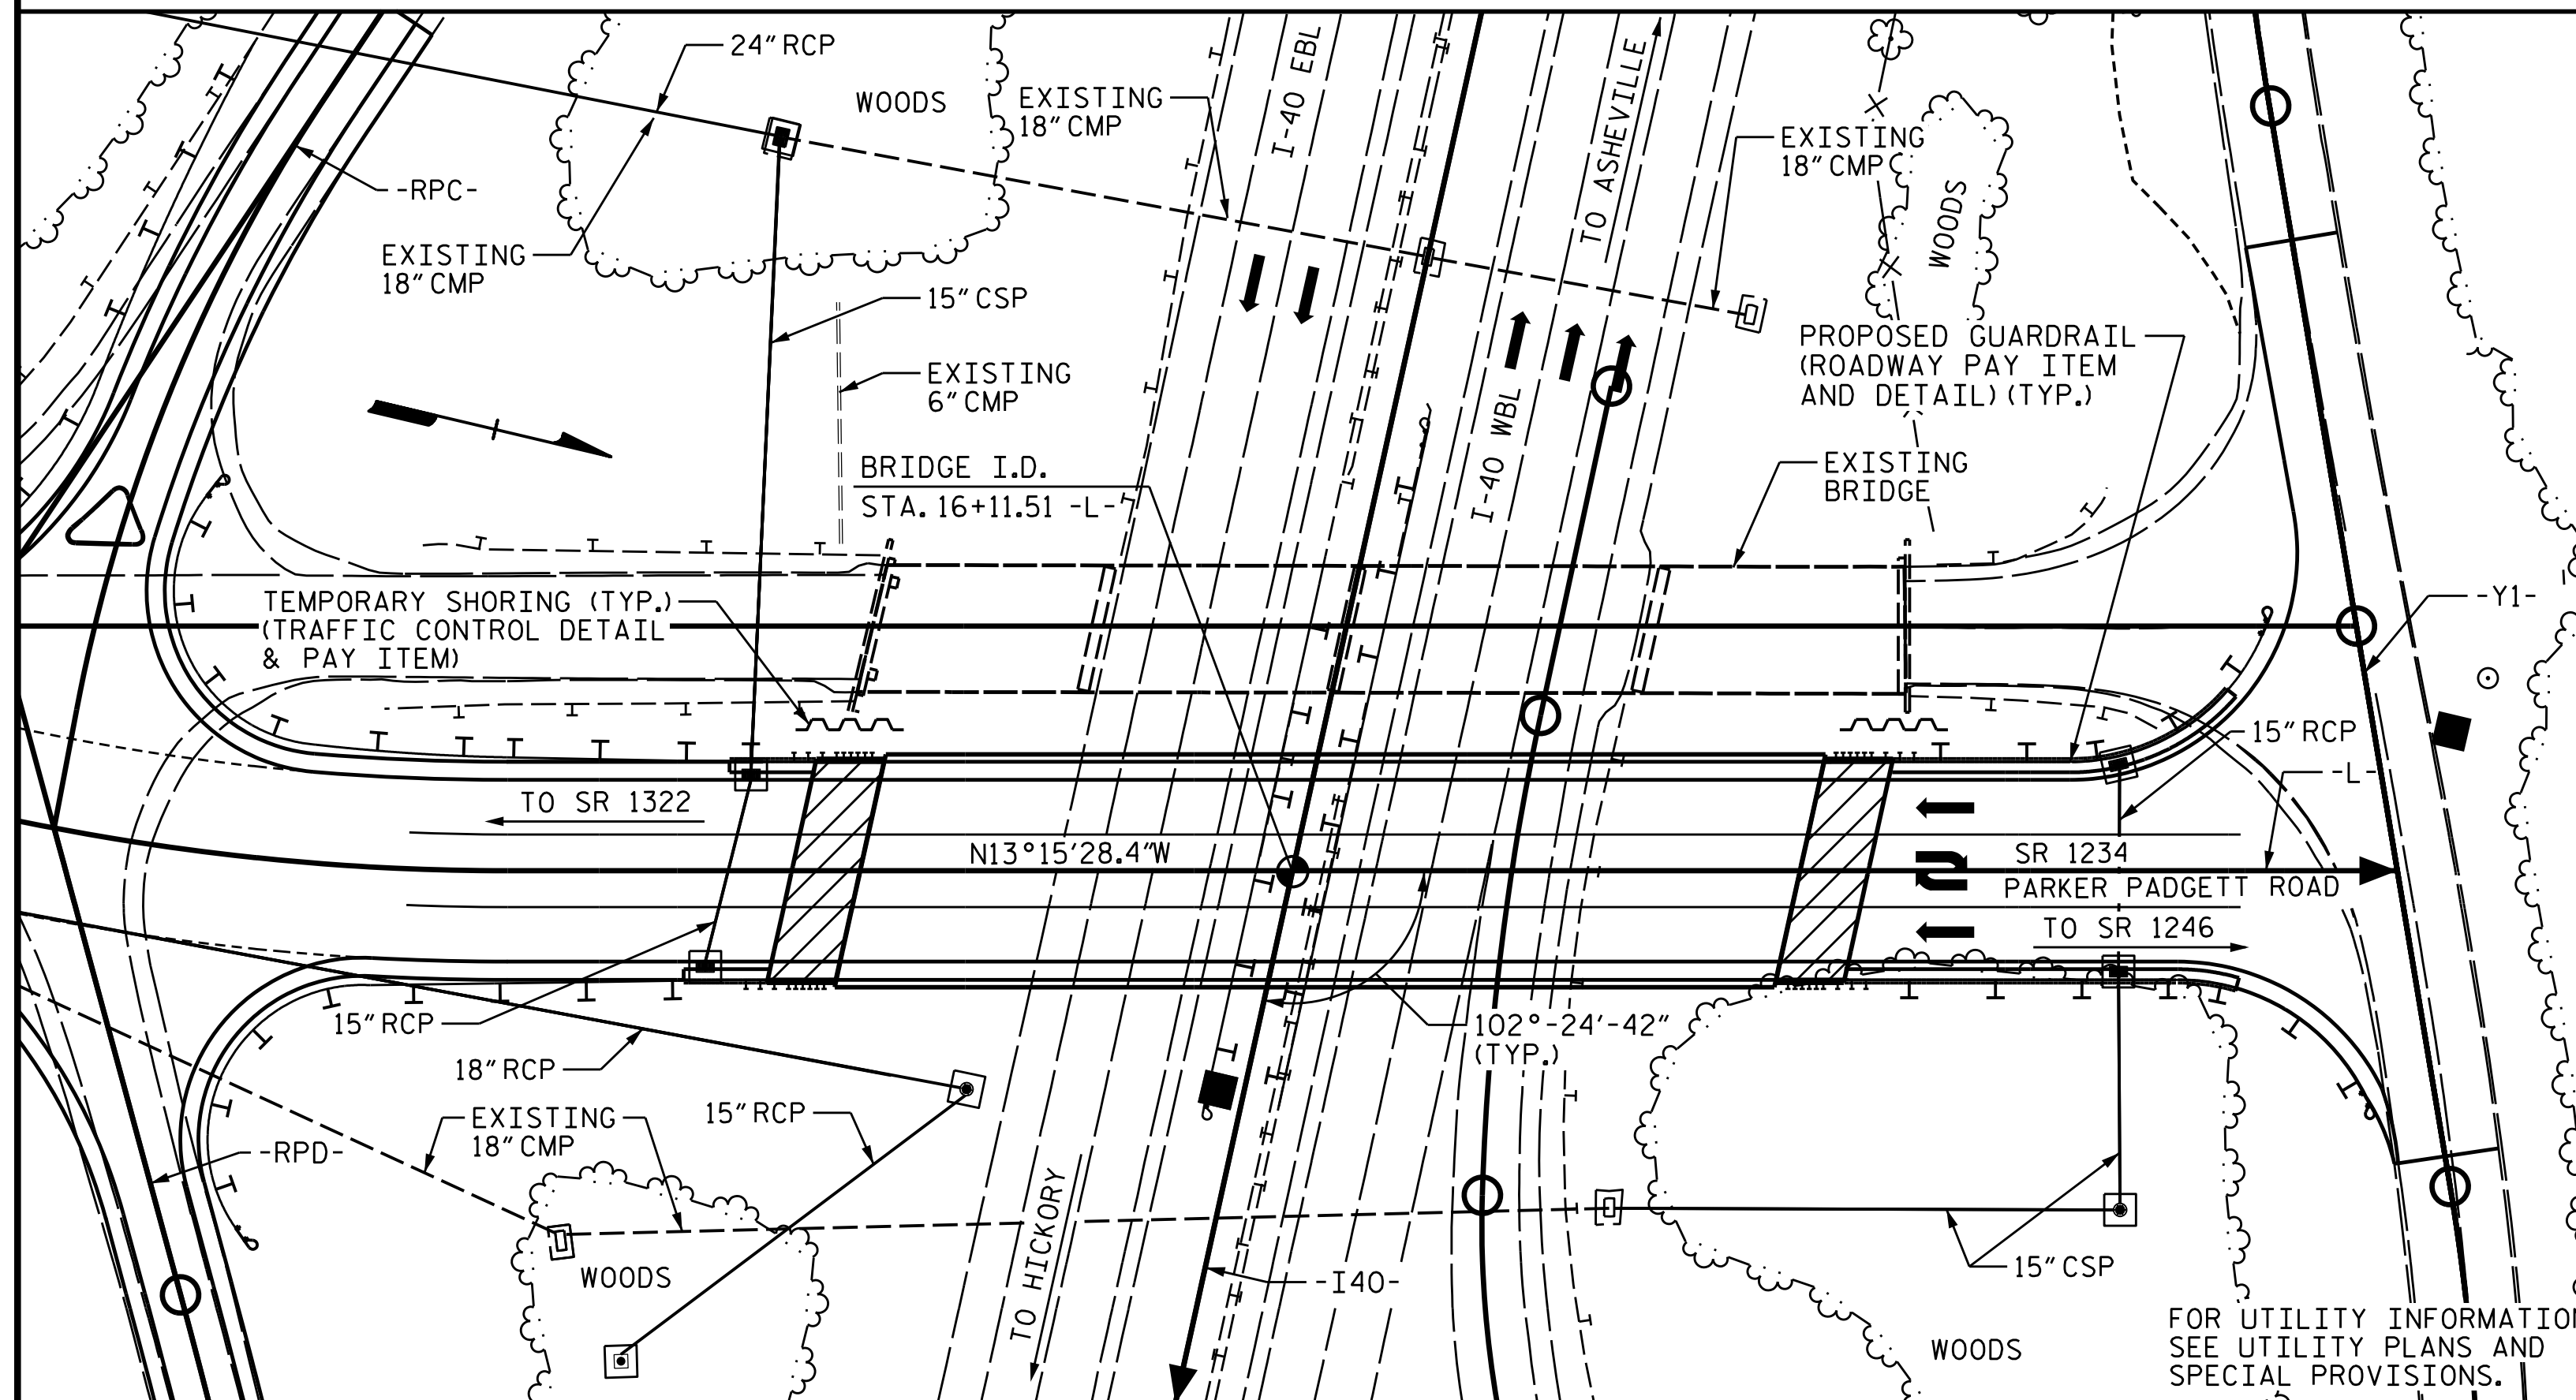 24" RCP
WOODS
EXISTING
18" CMP
I-40 EBL
TO ASHEVILLE
EXISTING
18" CMP
WOODS
-RPC-
EXISTING
18" CMP
15" CSP
EXISTING
6" CMP
PROPOSED GUARDRAIL
(ROADWAY PAY ITEM
AND DETAIL) (TYP.)
I-40 WBL
BRIDGE I.D.
STA. 16+11.51 -L-
EXISTING
BRIDGE
TEMPORARY SHORING (TYP.)
(TRAFFIC CONTROL DETAIL
& PAY ITEM)
-Y1-
15" RCP
-L-
TO SR 1322
N13°15'28.4"W
SR 1234
PARKER PADGETT ROAD
TO SR 1246
15" RCP
102°-24'-42"
(TYP.)
18" RCP
EXISTING
18" CMP
15" RCP
-RPD-
TO HICKORY
WOODS
-I40-
15" CSP
WOODS
FOR UTILITY INFORMATION
SEE UTILITY PLANS AND
SPECIAL PROVISIONS.